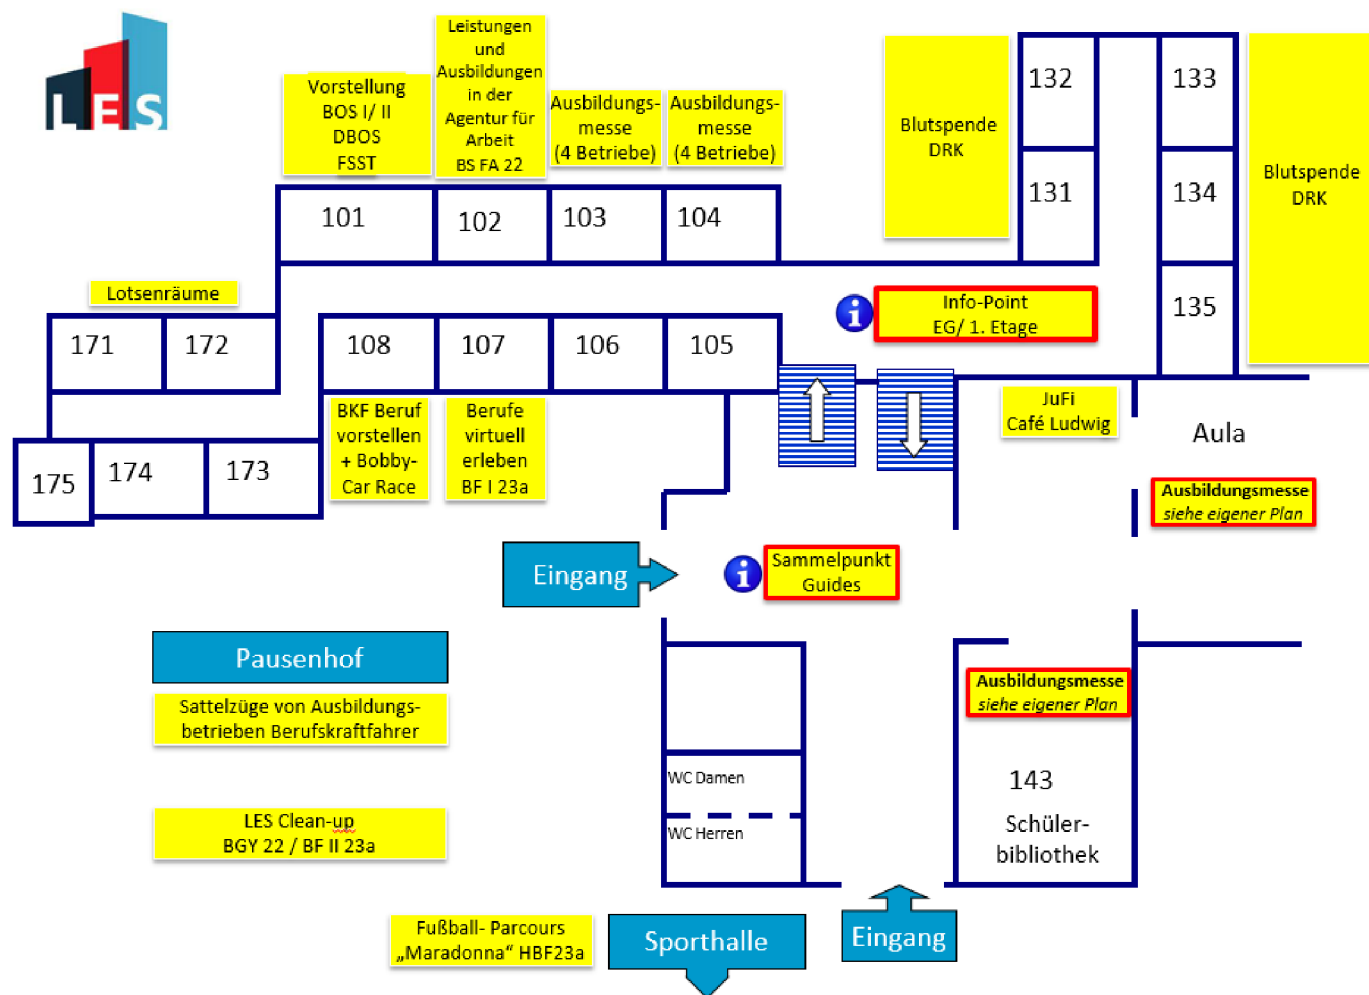 LES
Vorstellung
BOS I/ II
DBOS
FSST
Leistungen
und
Ausbildungen
in der
Agentur für
Arbeit
BS FA 22
Ausbildungs-
messe
(4 Betriebe)
Ausbildungs-
messe
(4 Betriebe)
Blutspende
DRK
132
133
131
134
135
Blutspende
DRK
101
102
103
104
Lotsenräume
Info-Point
EG/ 1. Etage
171
172
108
107
106
105
BKF Beruf
vorstellen
+ Bobby-
Car Race
Berufe
virtuell
erleben
BF I 23a
JuFi
Café Ludwig
Aula
175
174
173
Ausbildungsmesse
siehe eigener Plan
Eingang
Sammelpunkt
Guides
Pausenhof
Sattelzüge von Ausbildungs-
betrieben Berufskraftfahrer
Ausbildungsmesse
siehe eigener Plan
WC Damen
WC Herren
143
Schüler-
bibliothek
LES Clean-up
BGY 22 / BF II 23a
Fußball- Parcours
„Maradonna“ HBF23a
Sporthalle
Eingang